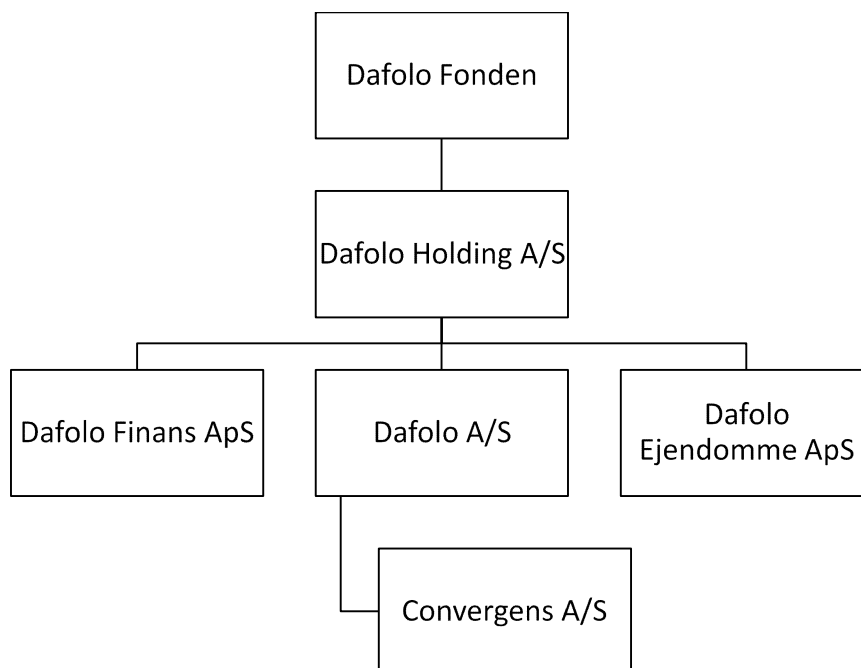 Dafolo Fonden
Dafolo Holding A/S
Dafolo Finans ApS
Dafolo A/S
Dafolo
Ejendomme ApS
Convergens A/S